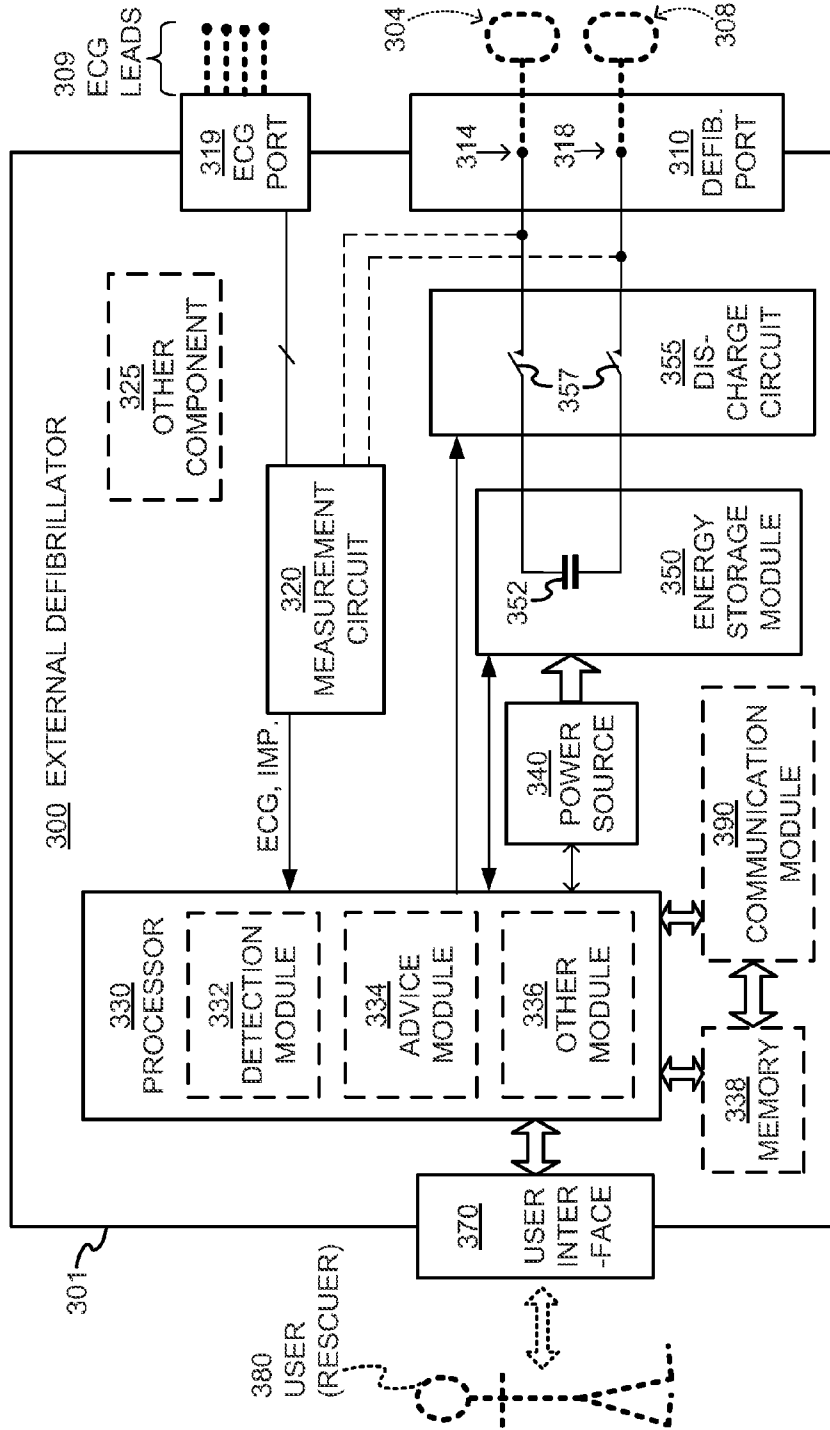 300 EXTERNAL DEFIBRILLATOR
301
380
USER
(RESCUER)
370
USER
INTER
-FACE
330
PROCESSOR
332
DETECTION
MODULE
334
ADVICE
MODULE
336
OTHER
MODULE
338
MEMORY
390
COMMUNICATION
MODULE
ECG, IMP.
320
MEASUREMENT
CIRCUIT
340
POWER
SOURCE
352
350
ENERGY
STORAGE
MODULE
325
OTHER
COMPONENT
357
355
DIS-
CHARGE
CIRCUIT
319
ECG
PORT
309
ECG
LEADS
314
318
310
DEFIB.
PORT
304
308